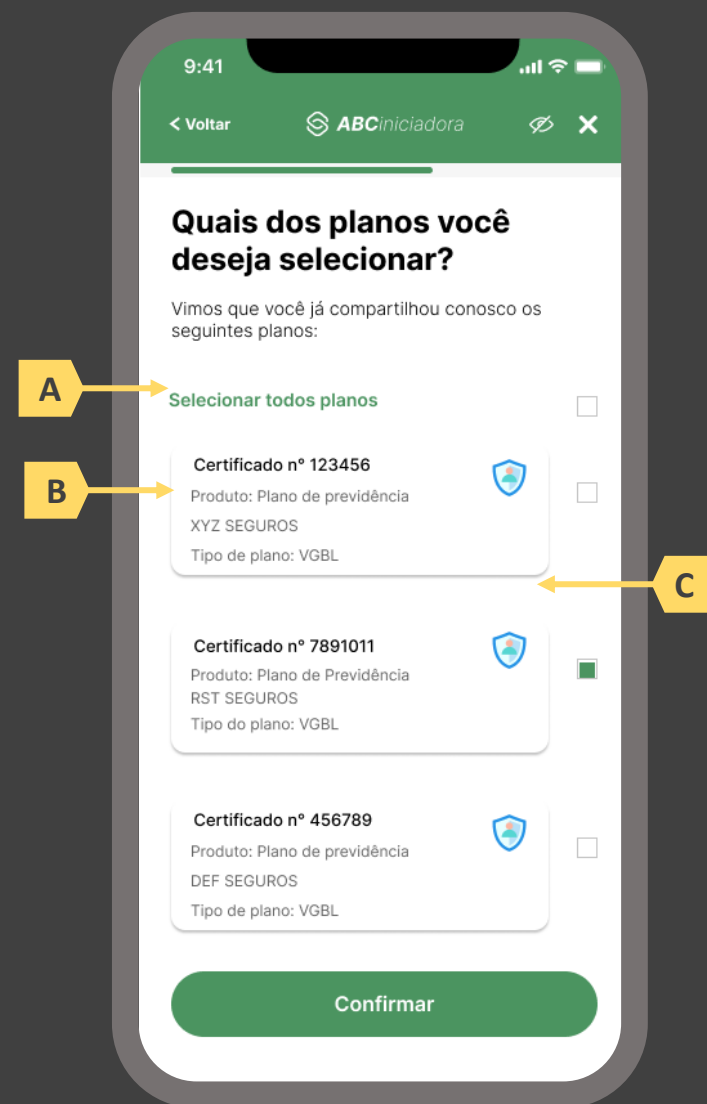 9:41
< Voltar
ABCiniciadora
Quais dos planos você
deseja selecionar?
Vimos que você já compartilhou conosco os
seguintes planos:
A
Selecionar todos planos
B
Certificado n° 123456
Produto: Plano de previdência
XYZ SEGUROS
Tipo de plano: VGBL
C
Certificado n° 7891011
Produto: Plano de Previdência
RST SEGUROS
Tipo do plano: VGBL
Certificado n° 456789
Produto: Plano de previdência
DEF SEGUROS
Tipo de plano: VGBL
Confirmar